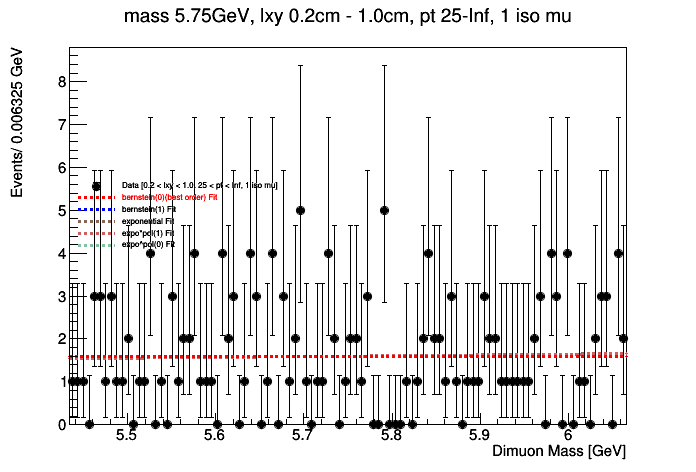 mass 5.75GeV, lxy 0.2cm - 1.0cm, pt 25-Inf, 1 iso mu
Events/ 0.006325 GeV
8
7
6
5
4
3
2
1
0
Data [0.2 < lxy < 1.0, 25 < pt < Inf, 1 iso mu]
bernstein(0)(best order) Fit
bernstein(1) Fit
exponential Fit
expo*pol(1) Fit
expo*pol(0) Fit
5.5 5.6 5.7 5.8 5.9 6
Dimuon Mass [GeV]